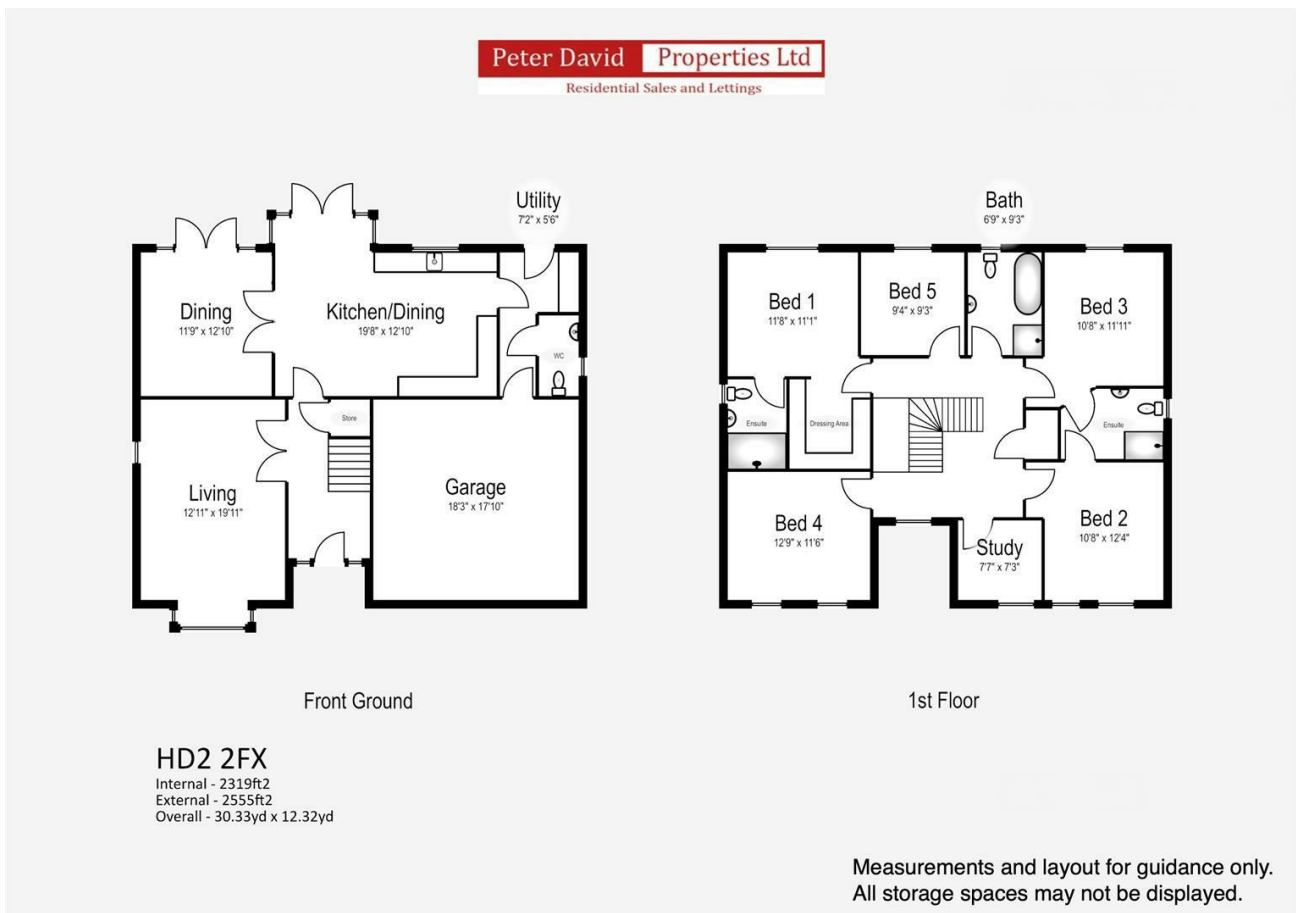 Peter David Properties Ltd
Residential Sales and Lettings
Utility
7'2" x 5'6"
Dining
11'9" x 12'10"
Kitchen/Dining
19'8" x 12'10"
WC
Store
Living
12'11" x 19'11"
Garage
18'3" x 17'10"
Front Ground
Bath
6'9" x 9'3"
Bed 1
11'8" x 11'1"
Bed 5
9'4" x 9'3"
Bed 3
10'8" x 11'11"
Ensuite
Dressing Area
Ensuite
Bed 4
12'9" x 11'6"
Study
7'7" x 7'3"
Bed 2
10'8" x 12'4"
1st Floor
HD2 2FX
Internal - 2319ft2
External - 2555ft2
Overall - 30.33yd x 12.32yd
Measurements and layout for guidance only.
All storage spaces may not be displayed.